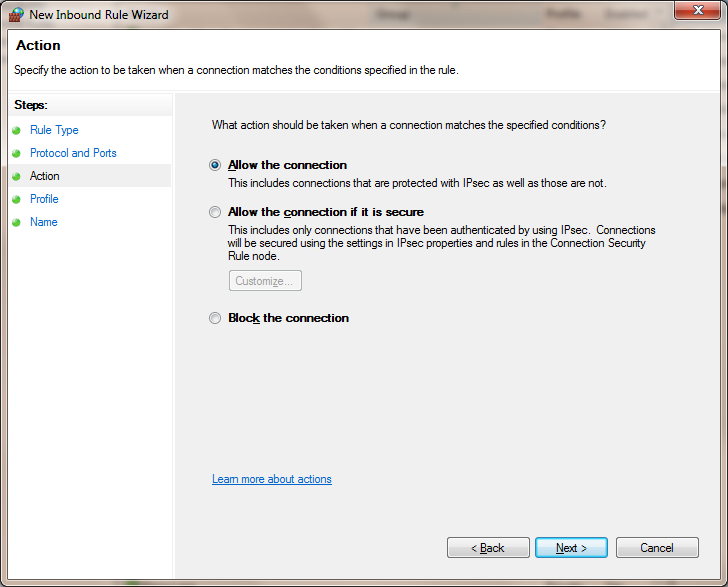 New Inbound Rule Wizard
Group
Profile
Enabled
Action
Specify the action to be taken when a connection matches the conditions specified in the rule.
Steps:
Rule Type
Protocol and Ports
Action
Profile
Name
What action should be taken when a connection matches the specified conditions?
Allow the connection
This includes connections that are protected with IPsec as well as those are not.
Allow the connection if it is secure
This includes only connections that have been authenticated by using IPsec. Connections
will be secured using the settings in IPsec properties and rules in the Connection Security
Rule node.
Customize...
Block the connection
Learn more about actions
< Back
Next >
Cancel